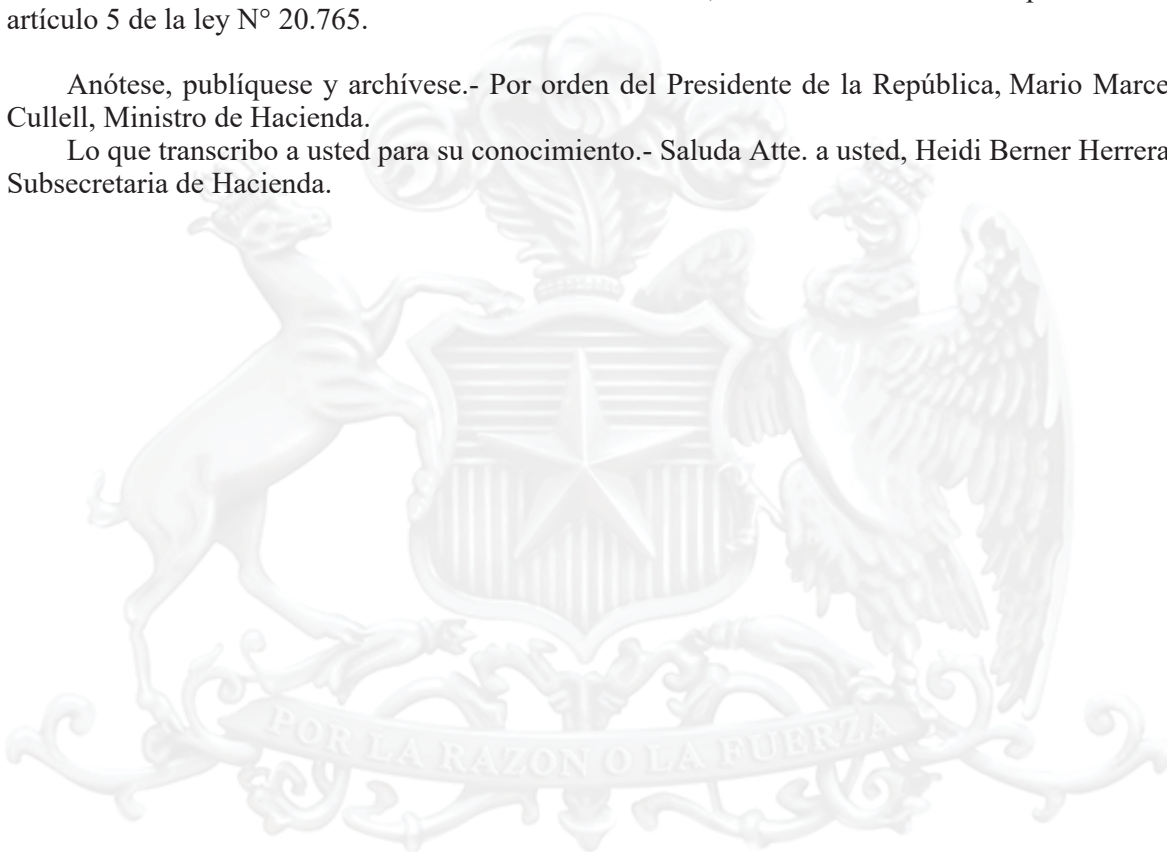 artículo 5 de la ley N° 20.765.
Anótese, publíquese y archívese.- Por orden del Presidente de la República, Mario Marce
Cullell, Ministro de Hacienda.
Lo que transcribo a usted para su conocimiento.- Saluda Atte. a usted, Heidi Berner Herrera
Subsecretaria de Hacienda.
POR LA RAZON O LA FUERZA